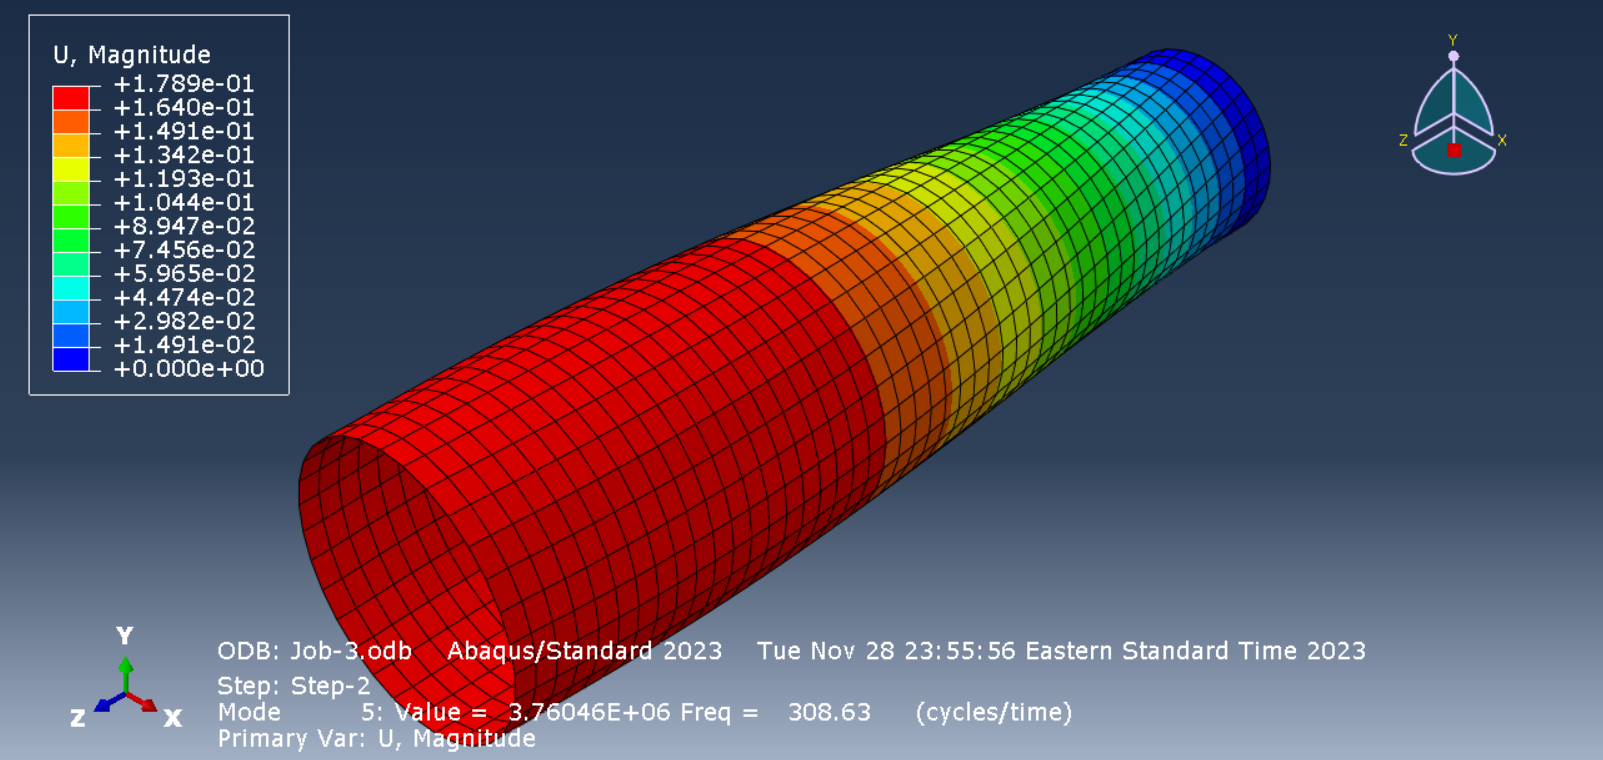 U, Magnitude
+1.789e-01
+1.640e-01
+1.491e-01
+1.342e-01
+1.193e-01
+1.044e-01
+8.947e-02
+7.456e-02
+5.965e-02
+4.474e-02
+2.982e-02
+1.491e-02
+0.000e+00
Y
Z X
Y
Z X
ODB: Job-3.odb Abaqus/Standard 2023 Tue Nov 28 23:55:56 Eastern Standard Time 2023
Step: Step-2
Mode 5: Value = 3.76046E+06 Freq = 308.63 (cycles/time)
Primary Var: U, Magnitude